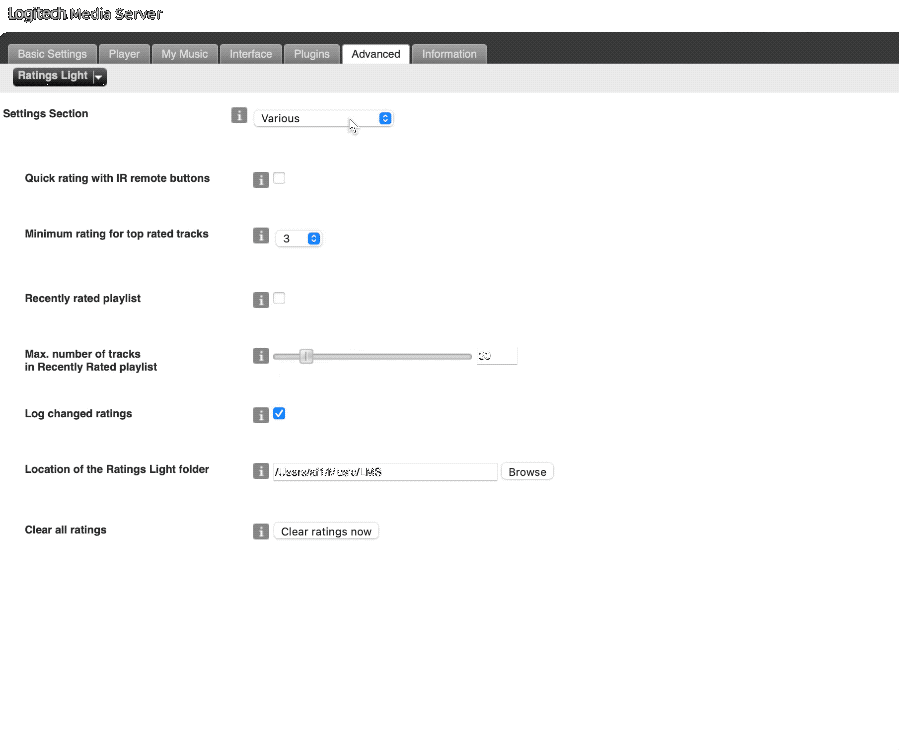 Logitech Media Server
Basic Settings Player My Music Interface Plugins Advanced Information
Ratings Light
Settings Section i Various
Quick rating with IR remote buttons i
Minimum rating for top rated tracks i 3
Recently rated playlist i
Max. number of tracks
in Recently Rated playlist i
Log changed ratings i
Location of the Ratings Light folder i Browse
Clear all ratings i Clear ratings now